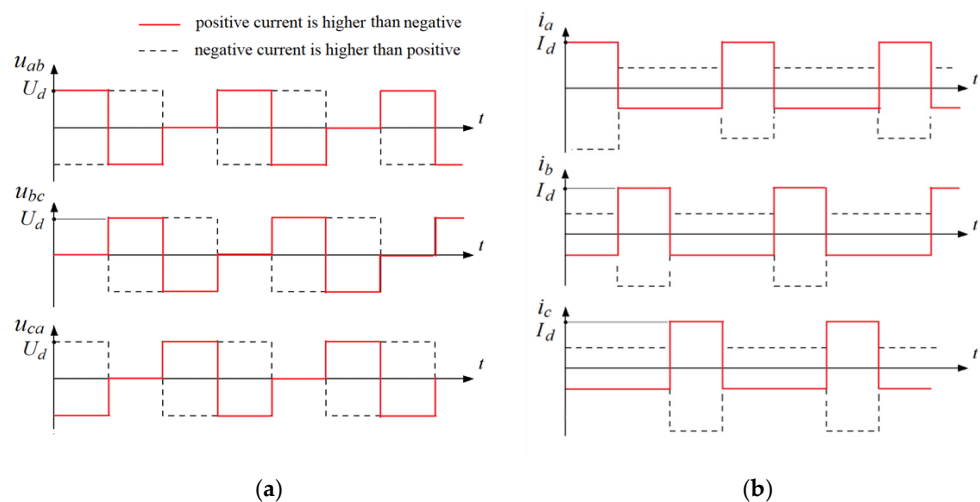 positive current is higher than negative
negative current is higher than positive
u_ab
U_d
t
u_bc
U_d
t
u_ca
U_d
t
(a)
i_a
I_d
t
i_b
I_d
t
i_c
I_d
t
(b)